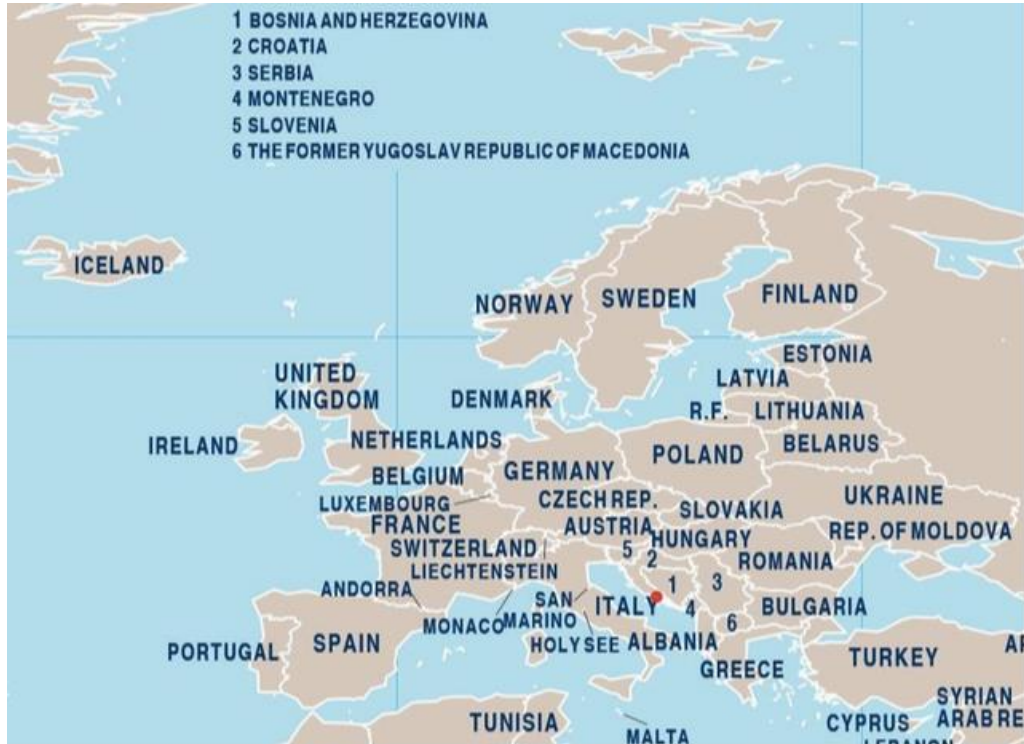 1 BOSNIA AND HERZEGOVINA
2 CROATIA
3 SERBIA
4 MONTENEGRO
5 SLOVENIA
6 THE FORMER YUGOSLAV REPUBLIC OF MACEDONIA
ICELAND
NORWAY
SWEDEN
FINLAND
ESTONIA
UNITED
KINGDOM
LATVIA
DENMARK
R.F.
LITHUANIA
IRELAND
NETHERLANDS
BELARUS
POLAND
BELGIUM
GERMANY
LUXEMBOURG
CZECH REP.
SLOVAKIA
UKRAINE
FRANCE
AUSTRIA
HUNGARY
REP. OF MOLDOVA
SWITZERLAND
5
2
ROMANIA
LIECHTENSTEIN
ANDORRA
1
3
SAN
MARINO
ITALY
4
BULGARIA
MONACO
6
PORTUGAL
SPAIN
HOLY SEE
ALBANIA
GREECE
TURKEY
AR
SYRIAN
ARAB RE
TUNISIA
MALTA
CYPRUS
LEBANON